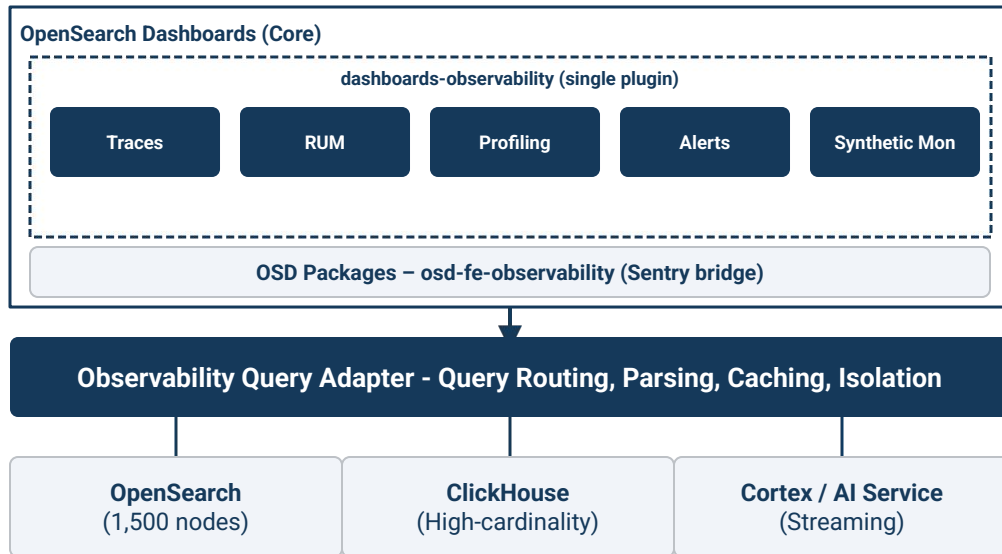 OpenSearch Dashboards (Core)
dashboards-observability (single plugin)
Traces
RUM
Profiling
Alerts
Synthetic Mon
OSD Packages – osd-fe-observability (Sentry bridge)
Observability Query Adapter - Query Routing, Parsing, Caching, Isolation
OpenSearch
(1,500 nodes)
ClickHouse
(High-cardinality)
Cortex / AI Service
(Streaming)